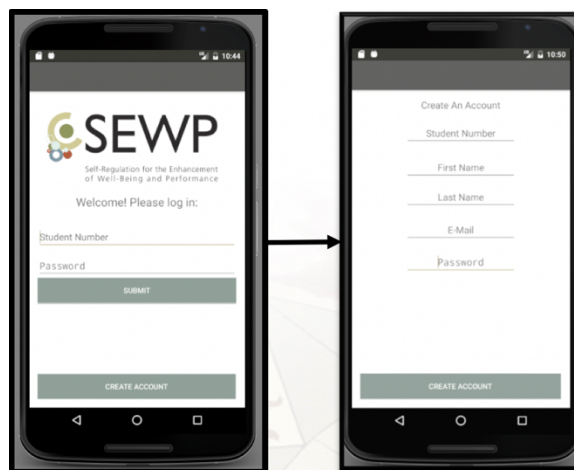 10:44
SEWP
Self-Regulation for the Enhancement
of Well-Being and Performance
Welcome! Please log in:
Student Number
Password
SUBMIT
CREATE ACCOUNT
10:50
Create An Account
Student Number
First Name
Last Name
E-Mail
Password
CREATE ACCOUNT